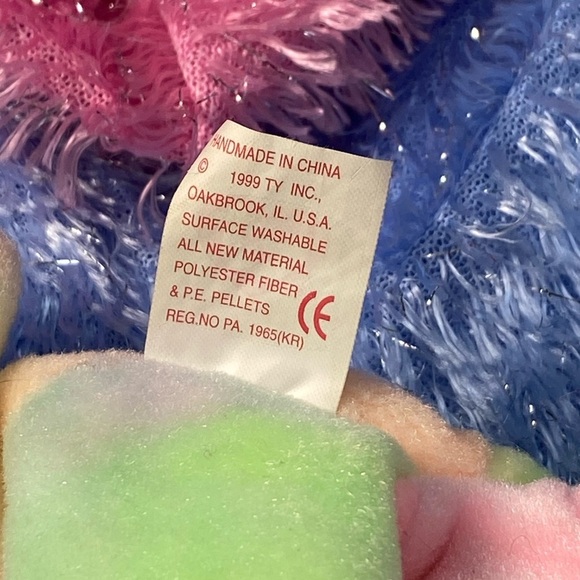 HANDMADE IN CHINA
© 1999 TY INC.,
OAKBROOK, IL. U.S.A.
SURFACE WASHABLE
ALL NEW MATERIAL
POLYESTER FIBER
& P.E. PELLETS CE
REG.NO PA. 1965(KR)